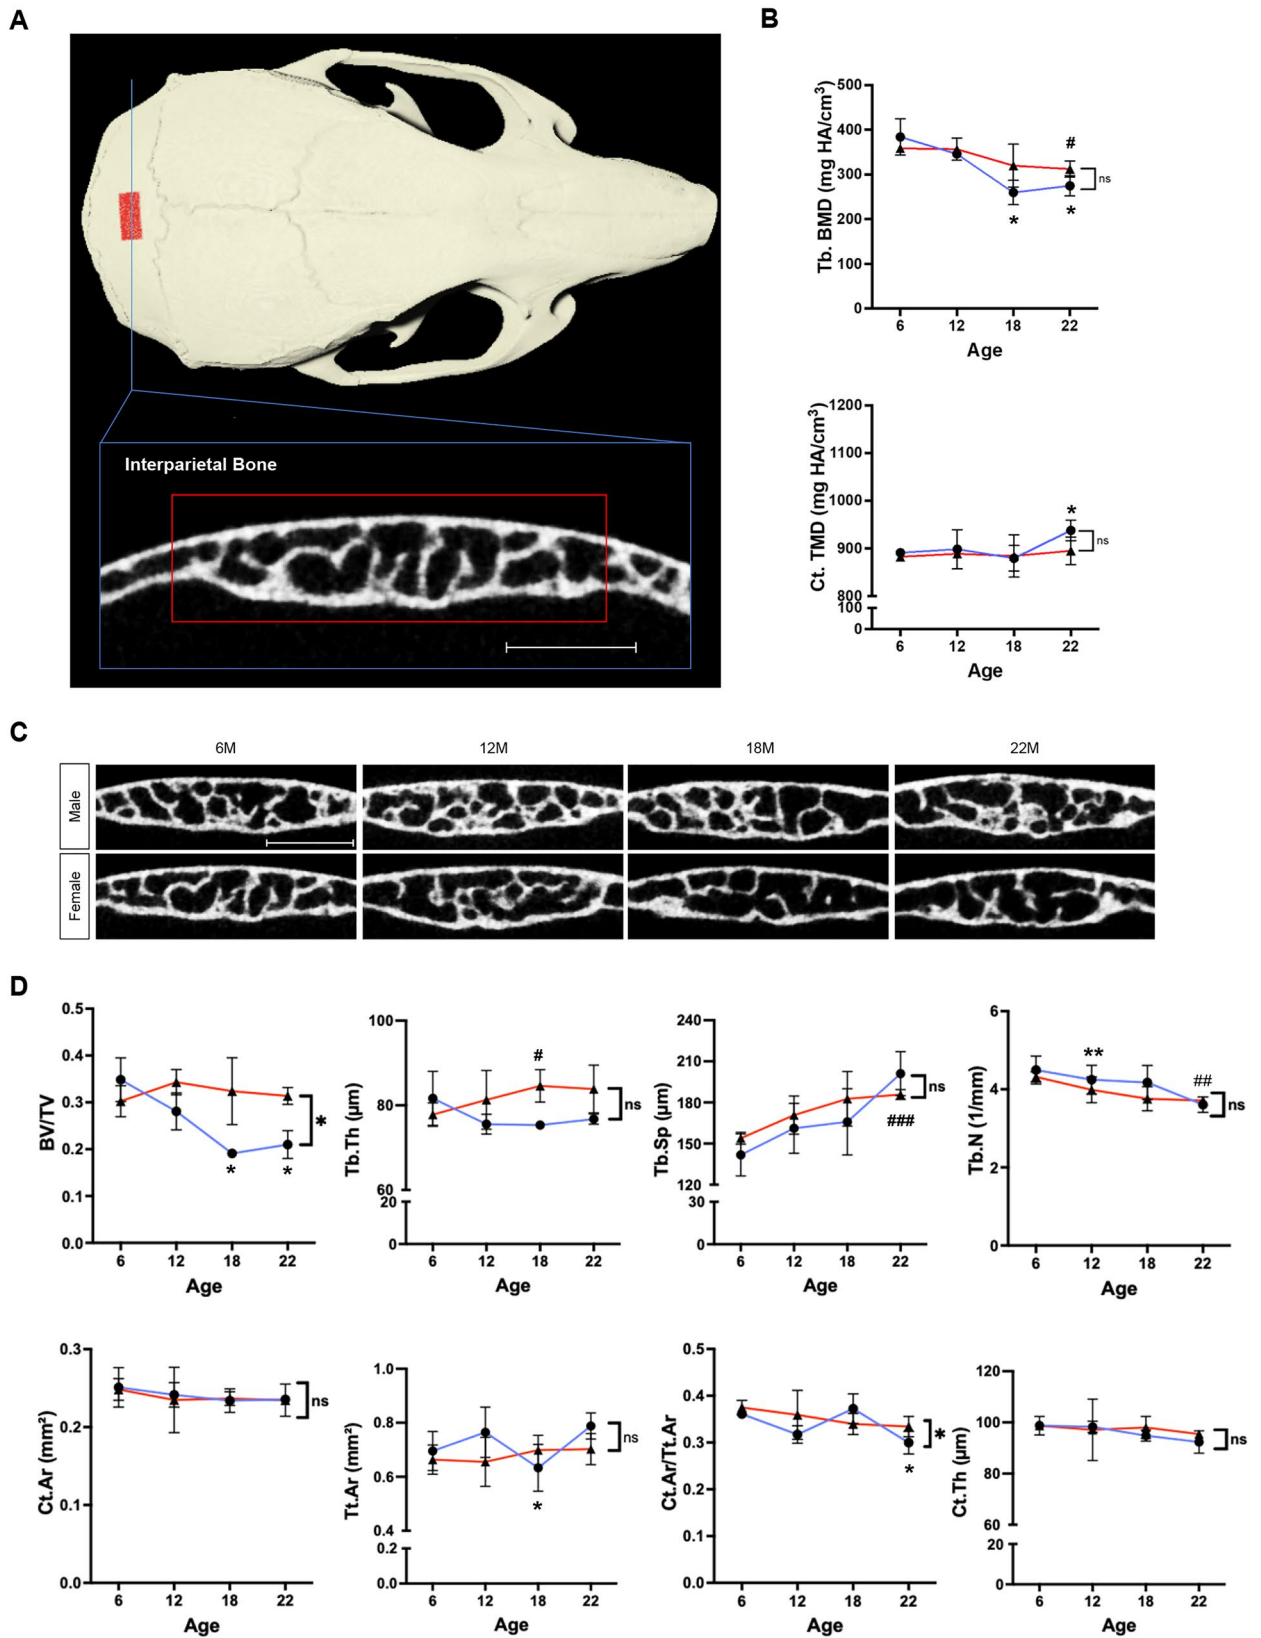 A
Interparietal Bone
B
500
400
300
200
100
0
Tb. BMD (mg HA/cm³)
#
ns
*
*
6 12 18 22
Age
1200
1100
1000
900
800
100
0
Ct. TMD (mg HA/cm³)
*
ns
6 12 18 22
Age
C
6M 12M 18M 22M
Male
Female
D
0.5
0.4
0.3
0.2
0.1
0.0
BV/TV
*
*
*
6 12 18 22
Age
100
80
60
20
0
Tb.Th (µm)
#
ns
6 12 18 22
Age
240
210
180
150
120
30
0
Tb.Sp (µm)
ns
###
6 12 18 22
Age
6
4
2
0
Tb.N (1/mm)
**
##
ns
6 12 18 22
Age
0.3
0.2
0.1
0.0
Ct.Ar (mm²)
ns
6 12 18 22
Age
1.0
0.8
0.6
0.4
0.2
0.0
Tt.Ar (mm²)
ns
*
6 12 18 22
Age
0.5
0.4
0.3
0.2
0.1
0.0
Ct.Ar/Tt.Ar
*
*
6 12 18 22
Age
120
100
80
60
20
0
Ct.Th (µm)
ns
6 12 18 22
Age